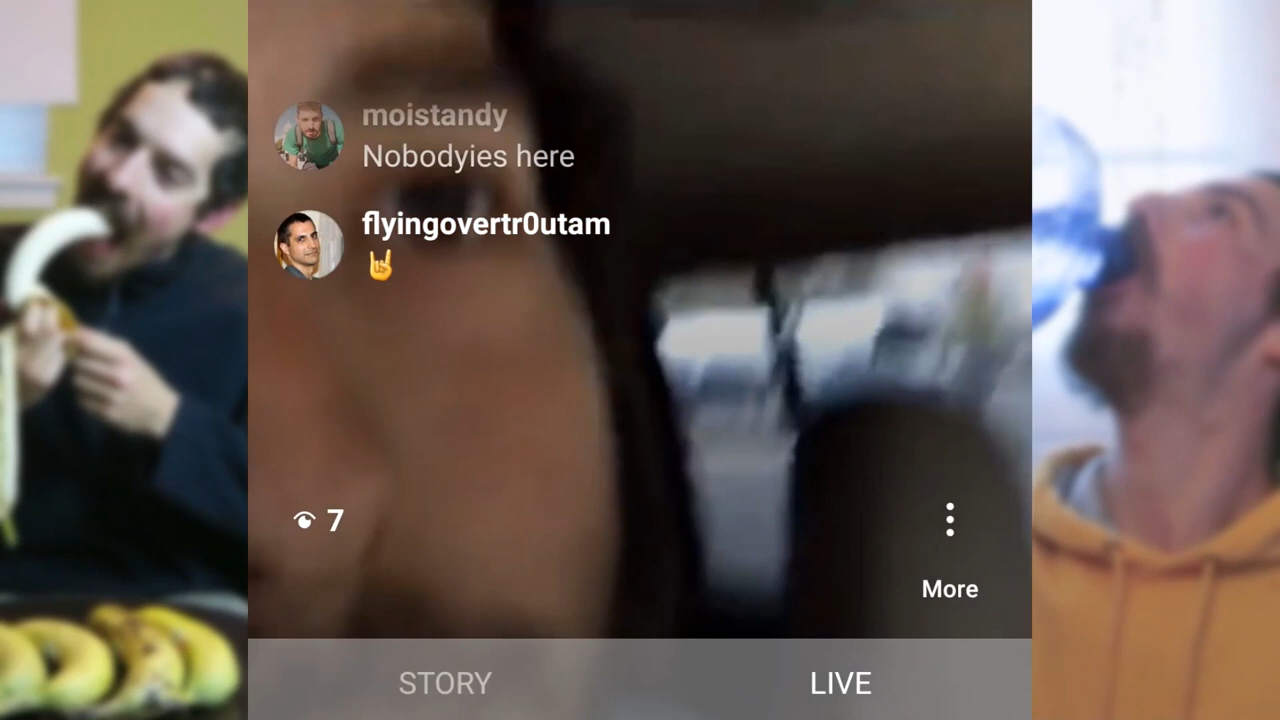 moistandy
Nobodyies here
flyingovertr0utam
🤘
7
More
STORY
LIVE